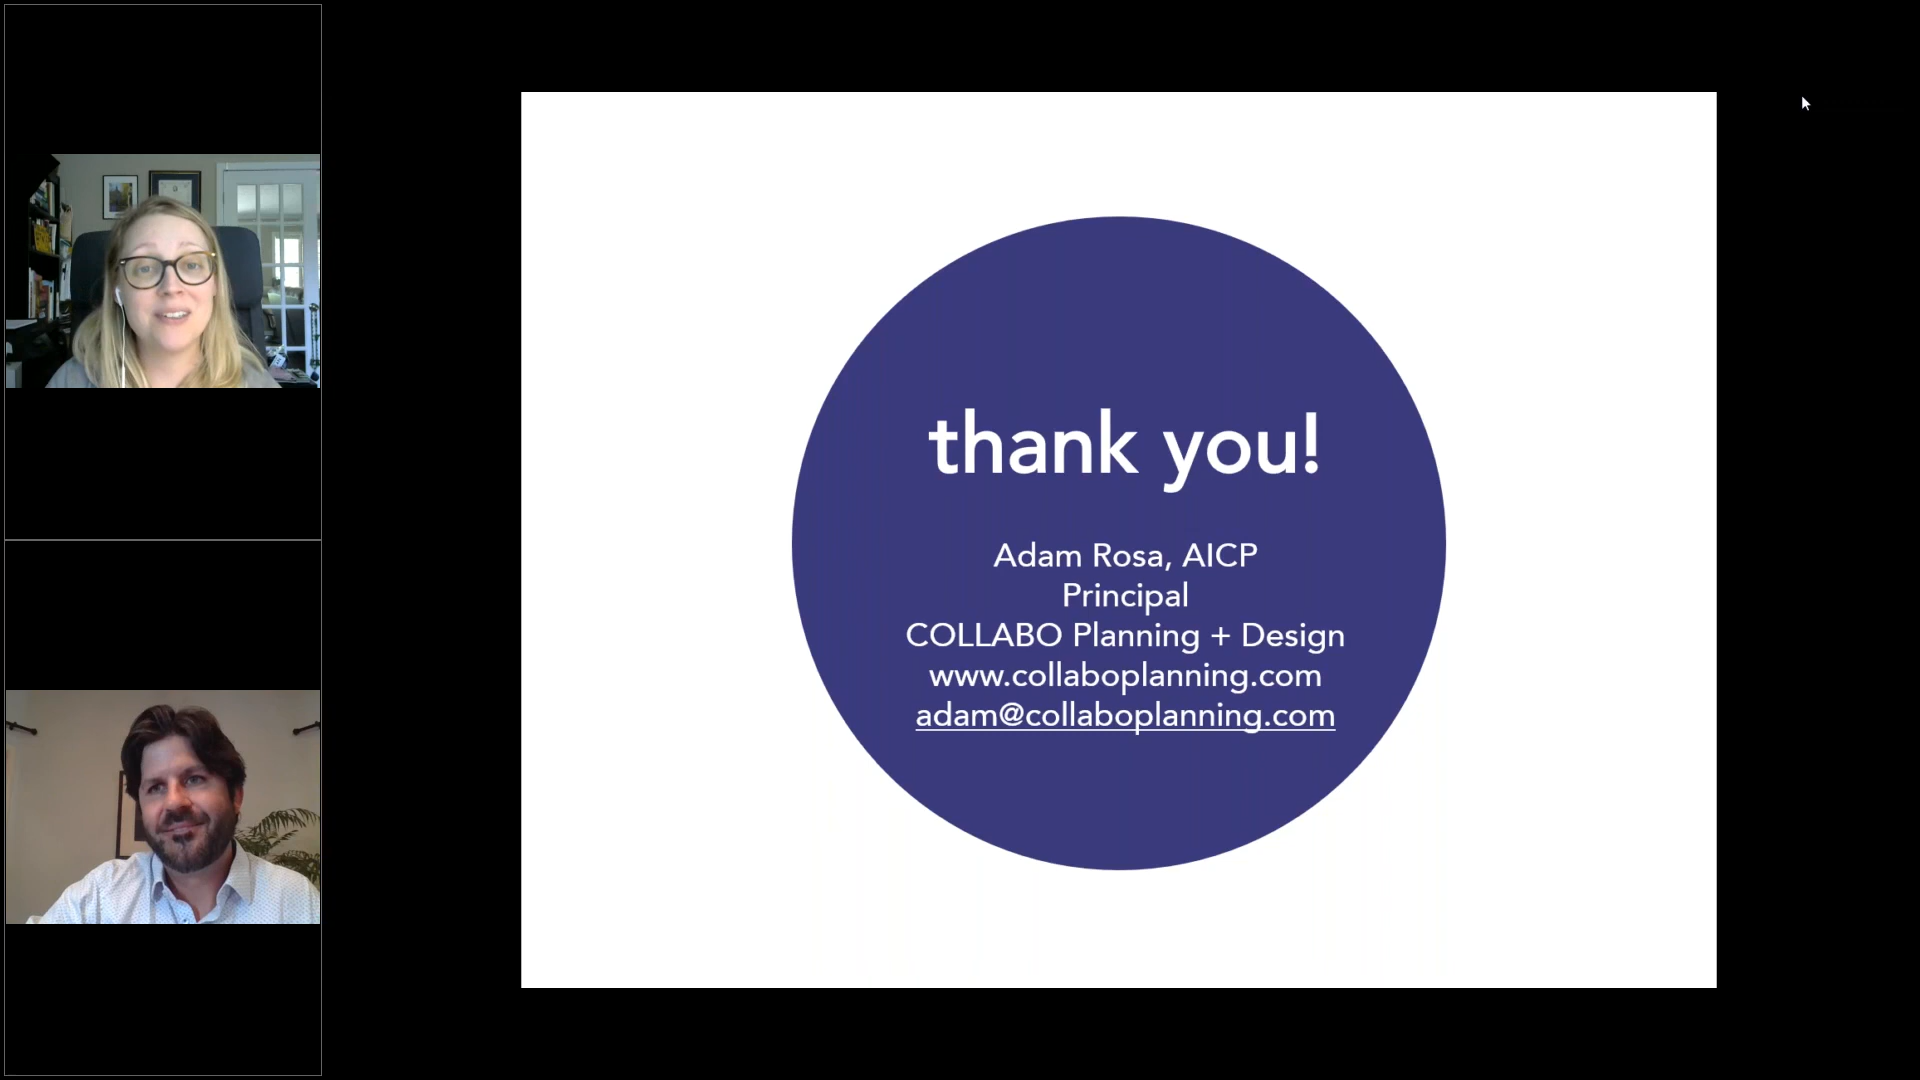 thank you!
Adam Rosa, AICP
Principal
COLLABO Planning + Design
www.collaboplanning.com
adam@collaboplanning.com